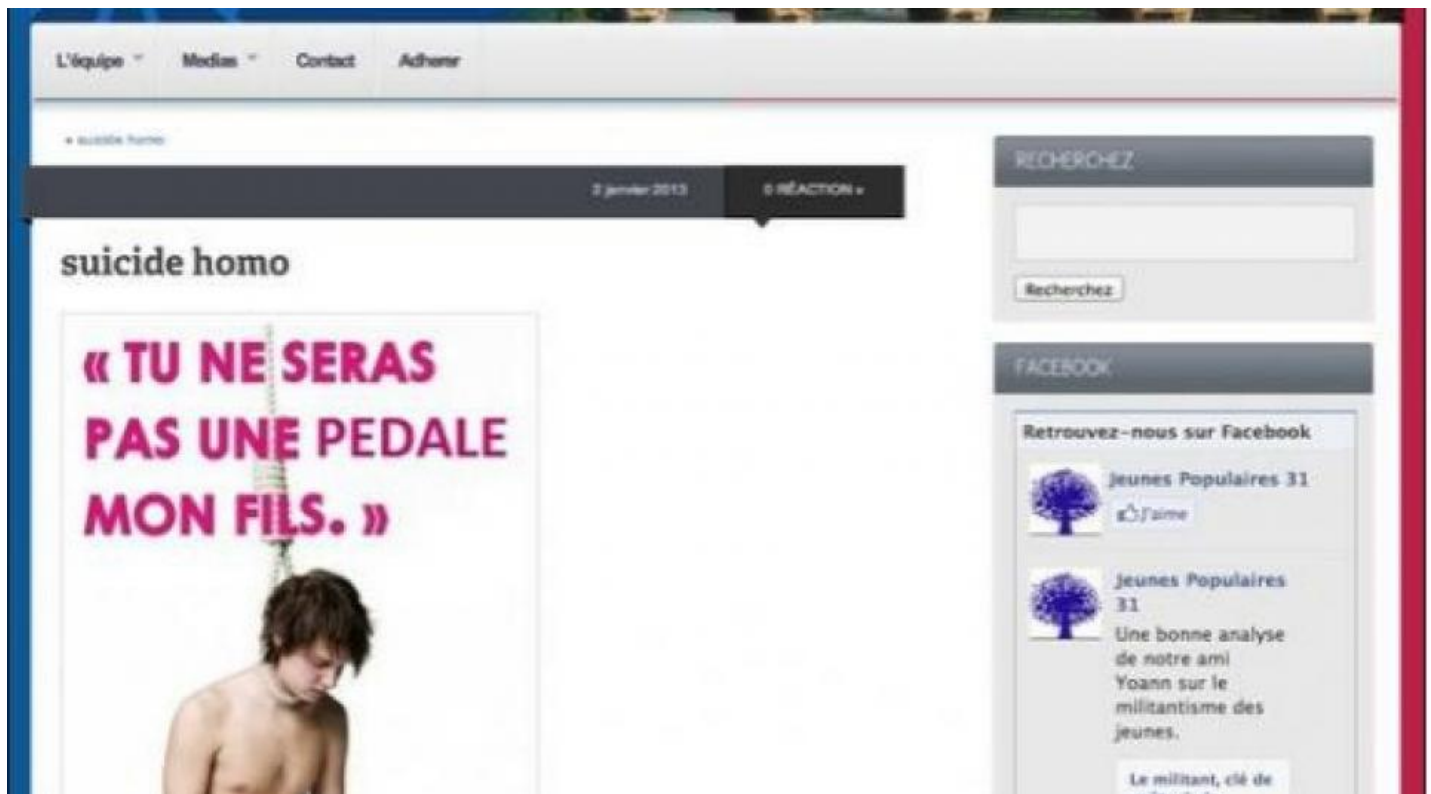 L'équipe Medias Contact Adherer
« suicide homo
2 janvier 2013 0 RÉACTION »
suicide homo
« TU NE SERAS
PAS UNE PEDALE
MON FILS. »
RECHERCHEZ
Recherchez
FACEBOOK
Retrouvez-nous sur Facebook
Jeunes Populaires 31
J'aime
Jeunes Populaires
31
Une bonne analyse
de notre ami
Yoann sur le
militantisme des
jeunes.
Le militant, clé de